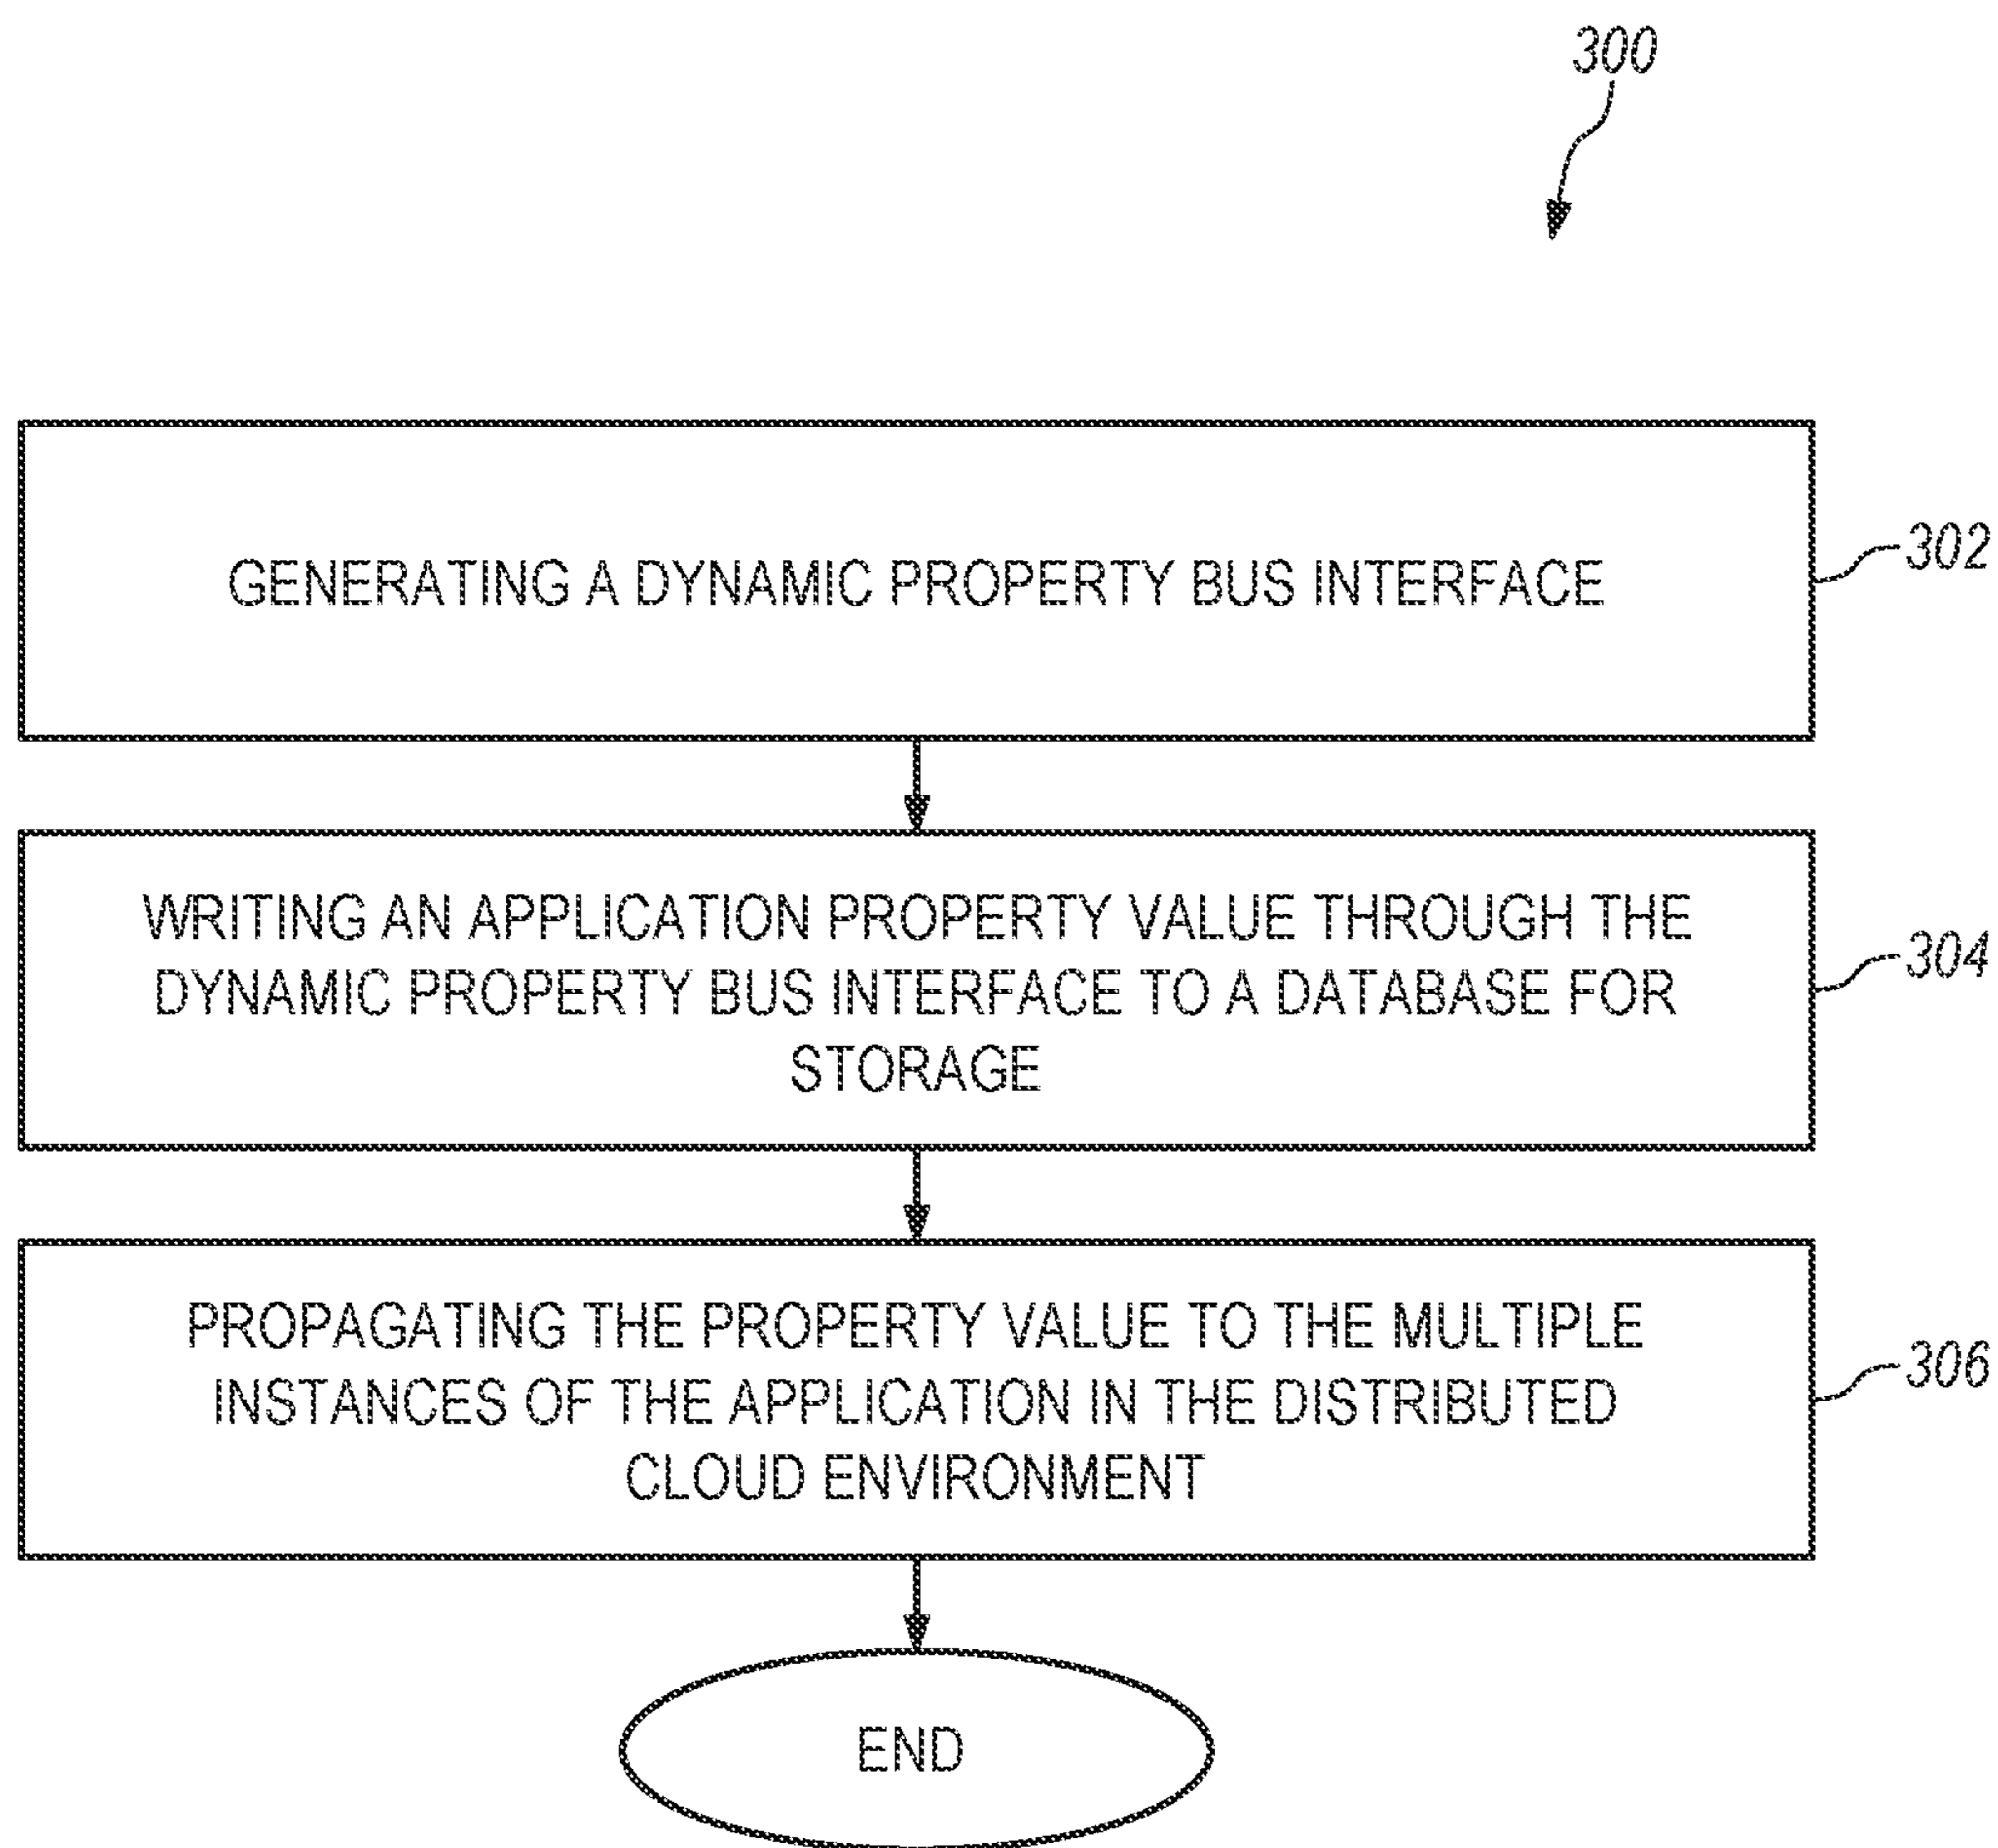 300
GENERATING A DYNAMIC PROPERTY BUS INTERFACE
302
WRITING AN APPLICATION PROPERTY VALUE THROUGH THE
DYNAMIC PROPERTY BUS INTERFACE TO A DATABASE FOR
STORAGE
304
PROPAGATING THE PROPERTY VALUE TO THE MULTIPLE
INSTANCES OF THE APPLICATION IN THE DISTRIBUTED
CLOUD ENVIRONMENT
306
END